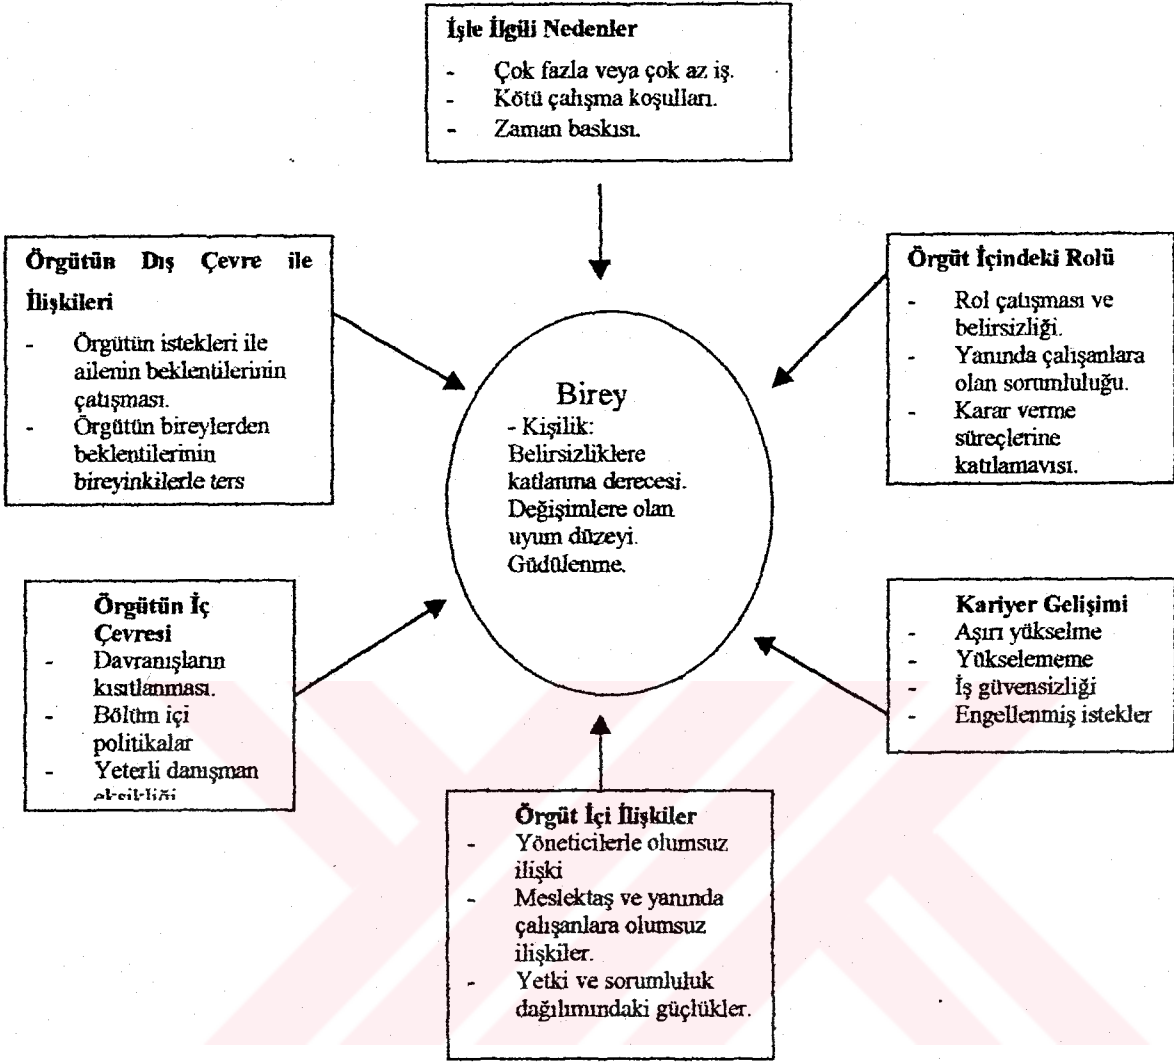 İşle İlgili Nedenler
- Çok fazla veya çok az iş.
- Kötü çalışma koşulları.
- Zaman baskısı.
Örgütün Dış Çevre ile
İlişkileri
- Örgütün istekleri ile
ailenin beklentilerinin
çatışması.
- Örgütün bireylerden
beklentilerinin
bireyinkilerle ters
Örgüt İçindeki Rolü
- Rol çatışması ve
belirsizliği.
- Yanında çalışanlara
olan sorumluluğu.
- Karar verme
süreçlerine
katılamayışı.
Birey
- Kişilik:
Belirsizliklere
katlanma derecesi.
Değişimlere olan
uyum düzeyi.
Güdülenme.
Örgütün İç
Çevresi
- Davranışların
kısıtlanması.
- Bölüm içi
politikalar
- Yeterli danışman
eksikliği
Kariyer Gelişimi
- Aşırı yükselme
- Yükselememe
- İş güvensizliği
- Engellenmiş istekler
Örgüt İçi İlişkiler
- Yöneticilerle olumsuz
ilişki
- Meslektaş ve yanında
çalışanlara olumsuz
ilişkiler.
- Yetki ve sorumluluk
dağılımındaki güçlükler.